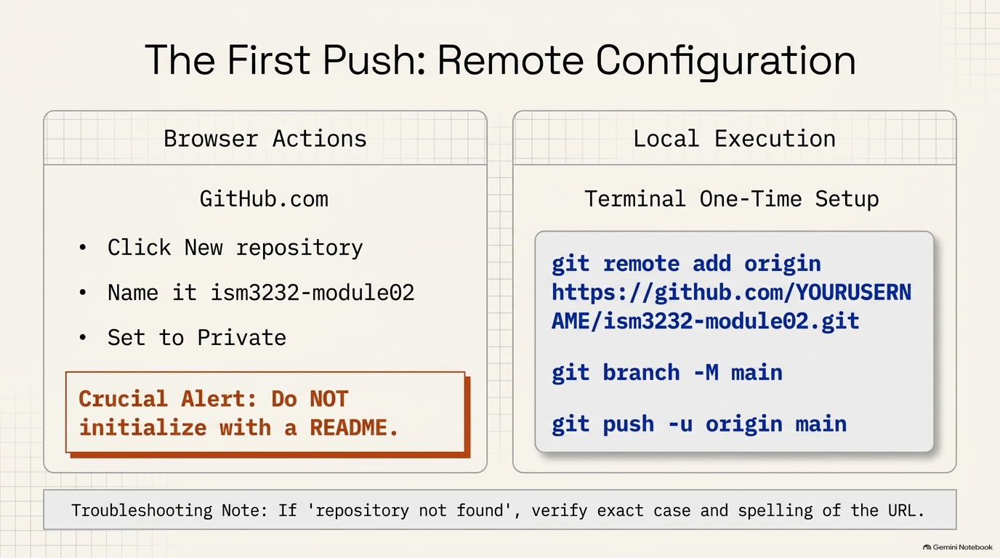 The First Push: Remote Configuration
Browser Actions
GitHub.com
• Click New repository
• Name it ism3232-module02
• Set to Private
Crucial Alert: Do NOT
initialize with a README.
Local Execution
Terminal One-Time Setup
git remote add origin
https://github.com/YOURUSERN
AME/ism3232-module02.git
git branch -M main
git push -u origin main
Troubleshooting Note: If 'repository not found', verify exact case and spelling of the URL.
Gemini Notebook